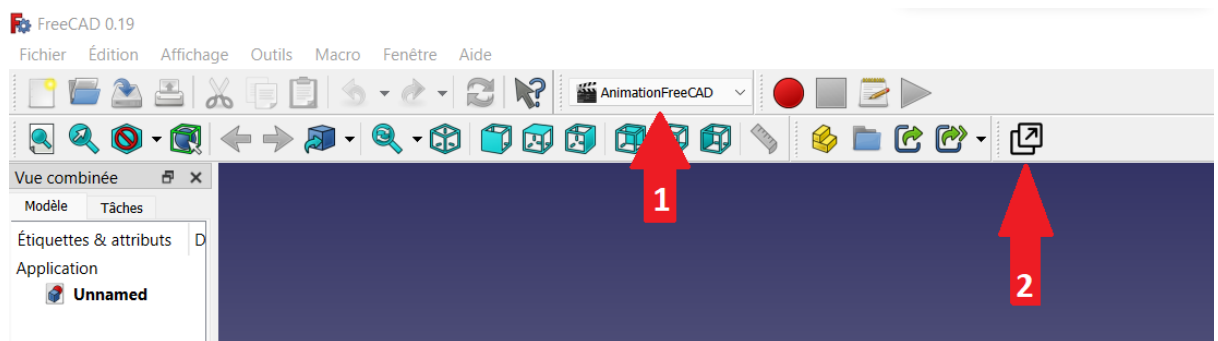 FreeCAD 0.19
Fichier Édition Affichage Outils Macro Fenêtre Aide
AnimationFreeCAD
Vue combinée
Modèle Tâches
1
Étiquettes & attributs D
Application
Unnamed
2